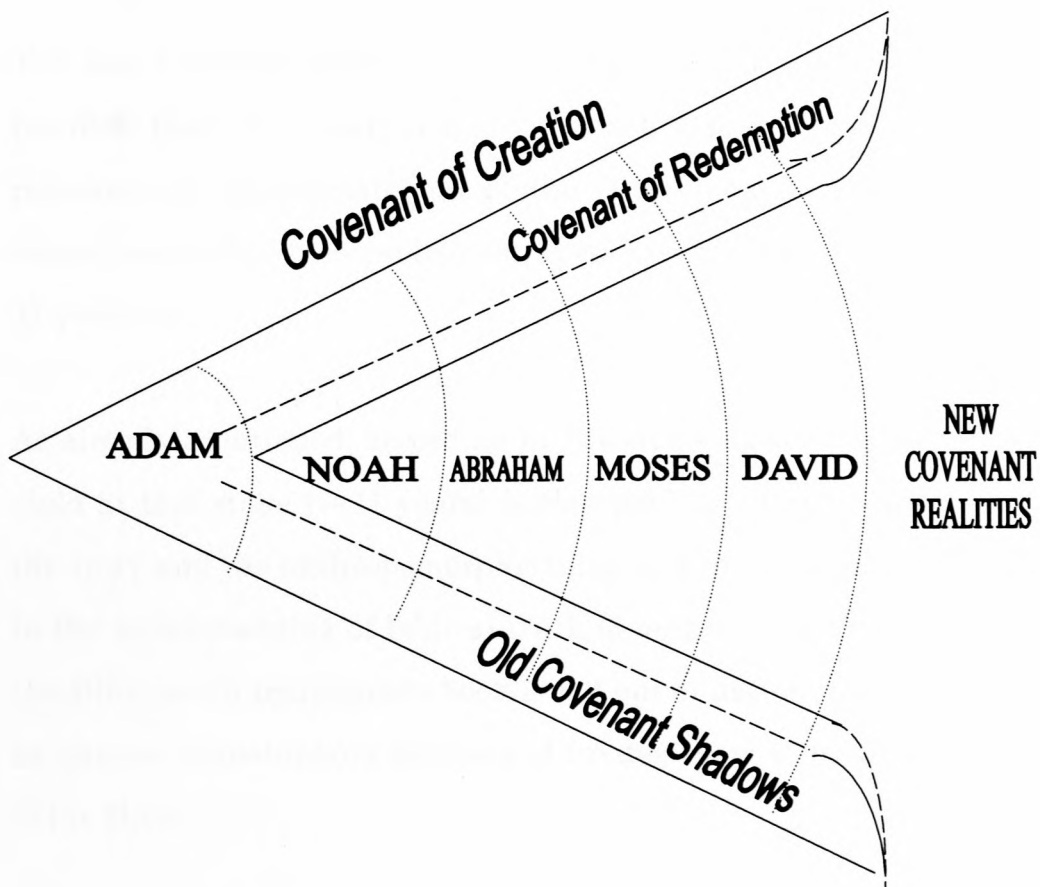 Covenant of Creation
Covenant of Redemption
ADAM
NOAH
ABRAHAM
MOSES
DAVID
NEW
COVENANT
REALITIES
Old Covenant Shadows